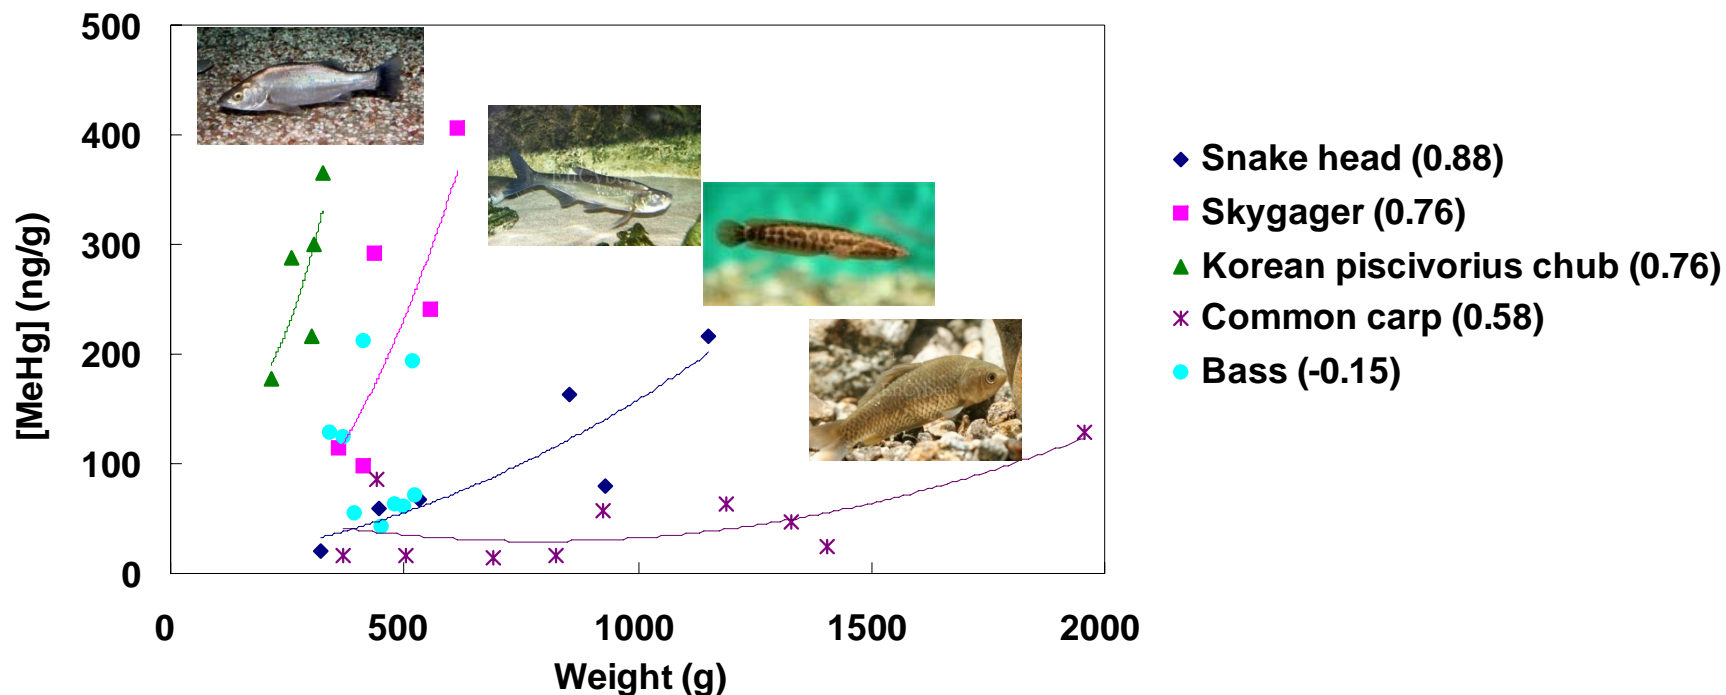 500
400
300
200
100
0
[MeHg] (ng/g)
0 500 1000 1500 2000
Weight (g)
Snake head (0.88)
Skygager (0.76)
Korean piscivorius chub (0.76)
Common carp (0.58)
Bass (-0.15)